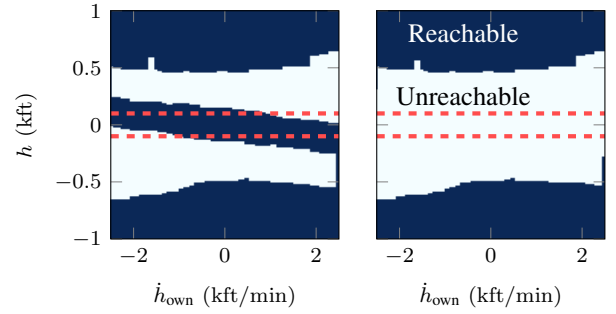 1
0.5
0
−0.5
−1
h (kft)
−2
0
2
ḣown (kft/min)
Reachable
Unreachable
−2
0
2
ḣown (kft/min)